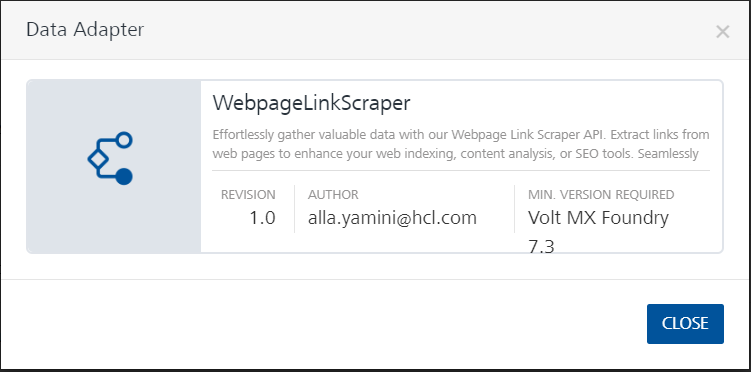 Data Adapter
×
WebpageLinkScraper
Effortlessly gather valuable data with our Webpage Link Scraper API. Extract links from
web pages to enhance your web indexing, content analysis, or SEO tools. Seamlessly
REVISION AUTHOR MIN. VERSION REQUIRED
1.0 alla.yamini@hcl.com Volt MX Foundry
7.3
CLOSE